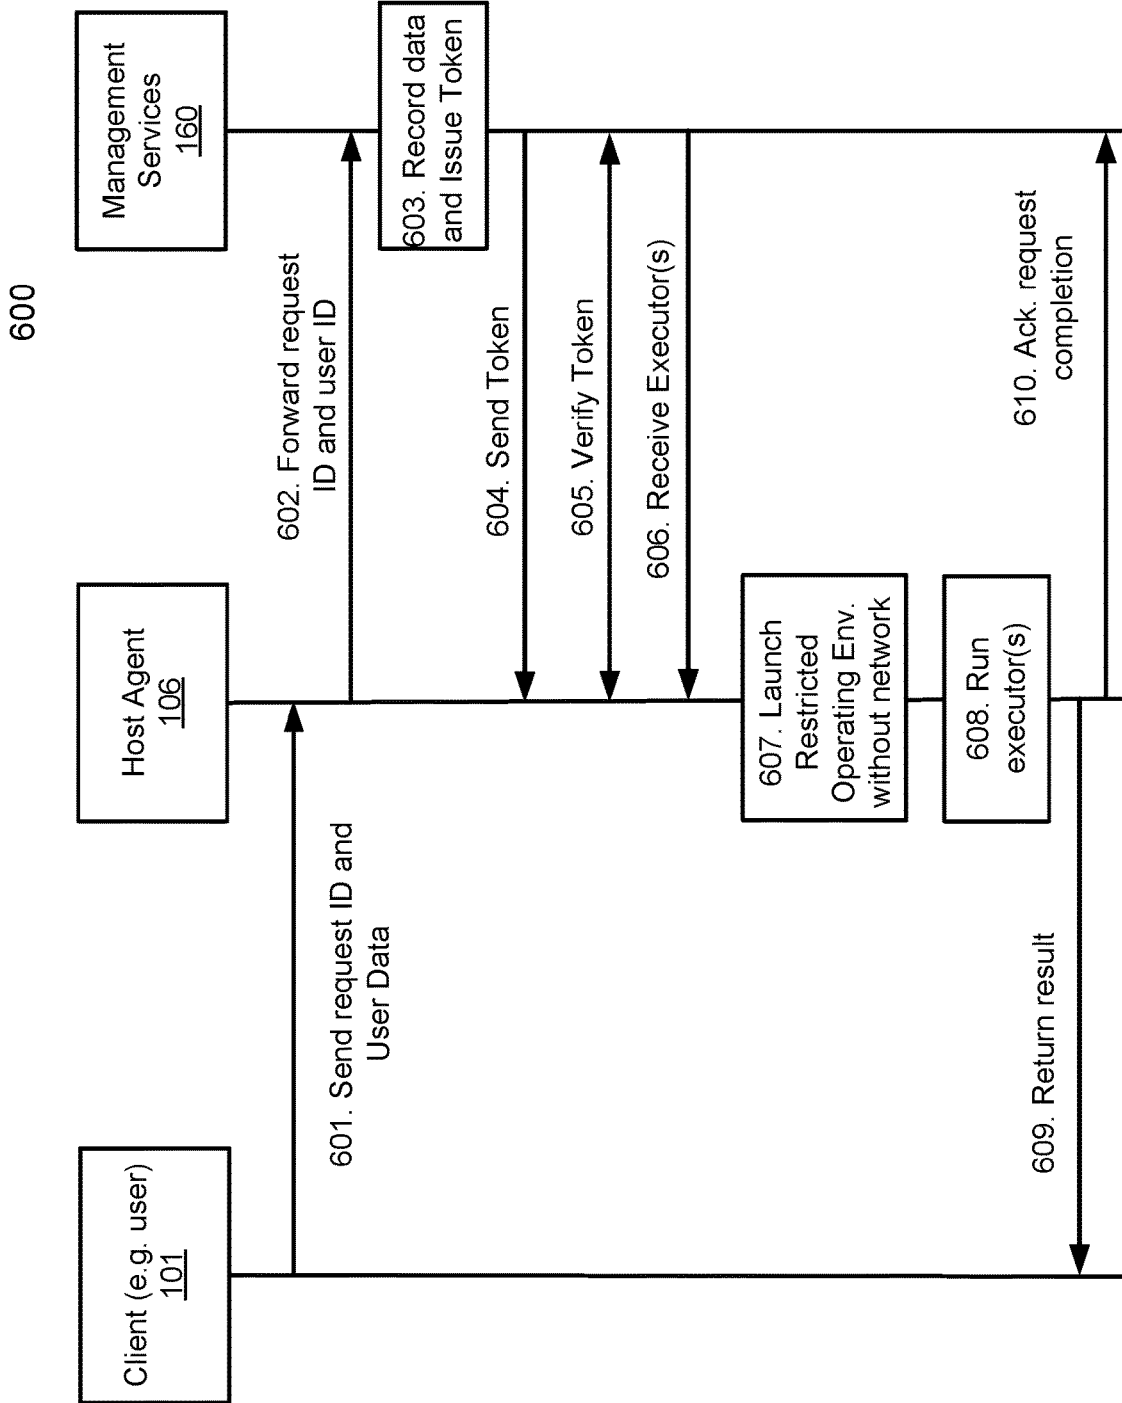 600
Client (e.g. user)
101
Host Agent
106
Management
Services
160
601. Send request ID and
User Data
602. Forward request
ID and user ID
603. Record data
and Issue Token
604. Send Token
605. Verify Token
606. Receive Executor(s)
607. Launch
Restricted
Operating Env.
without network
608. Run
executor(s)
609. Return result
610. Ack. request
completion